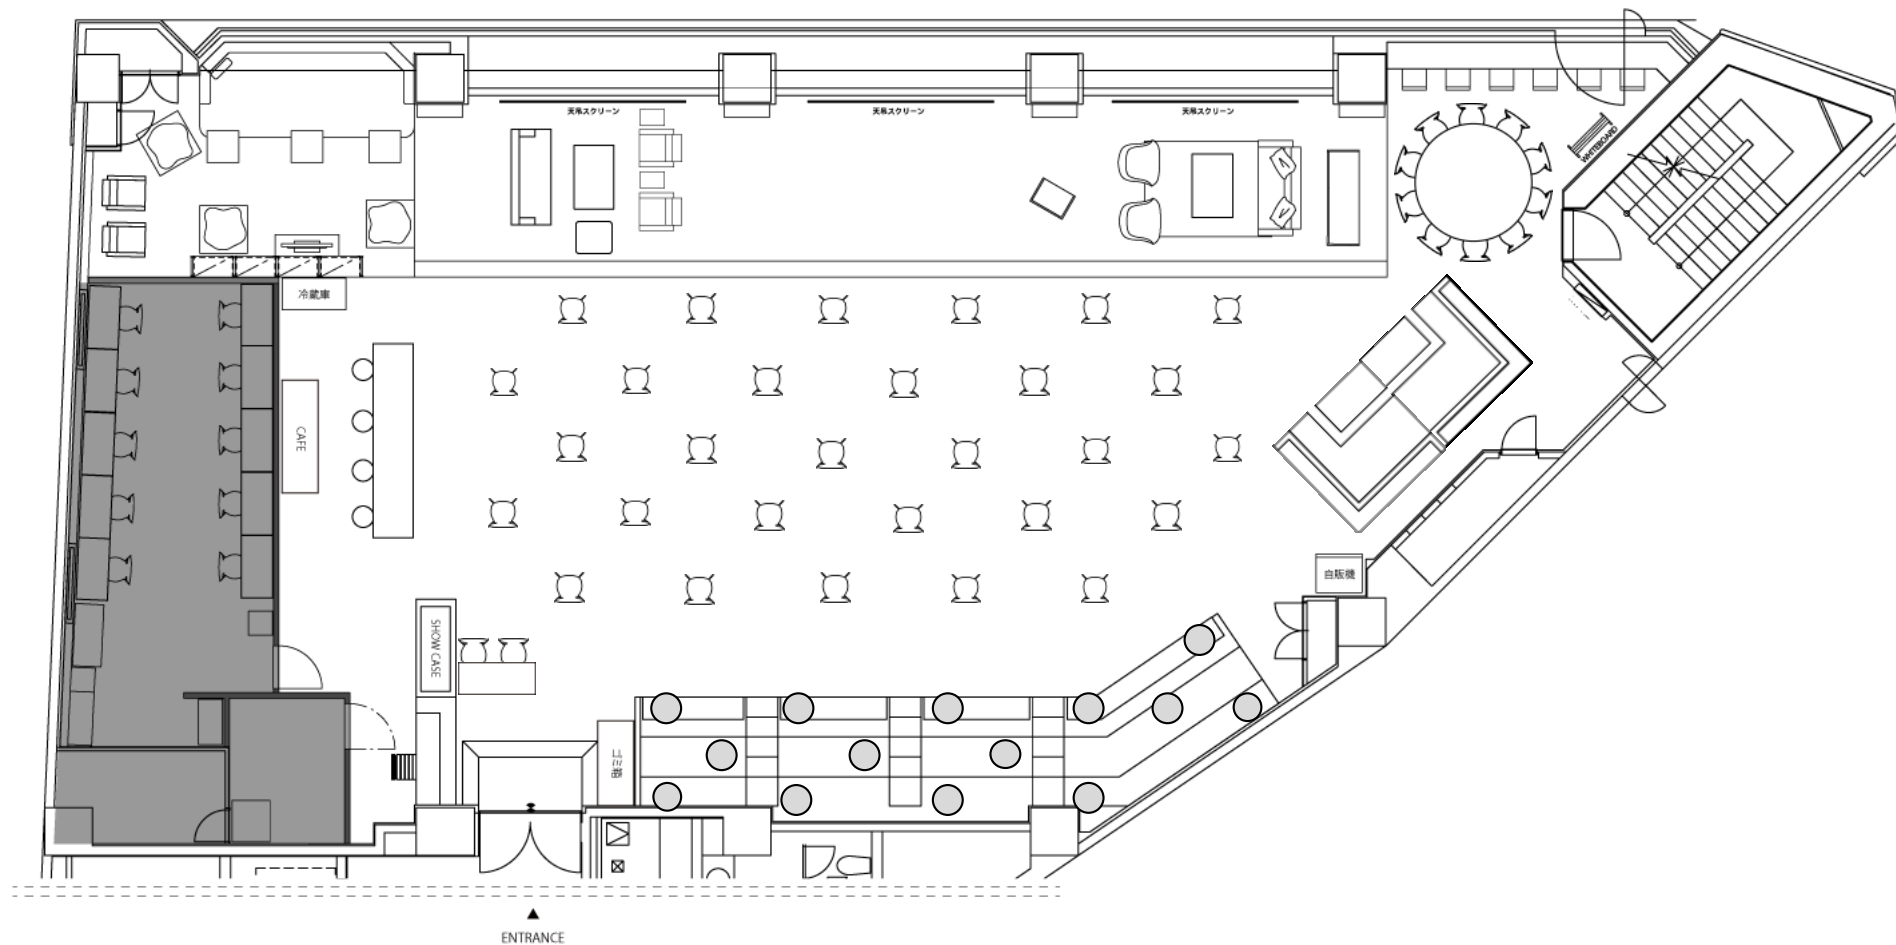 天吊スクリーン
天吊スクリーン
天吊スクリーン
WHITEBOARD
冷蔵庫
CAFE
自販機
SHOW CASE
ゴミ箱
ENTRANCE